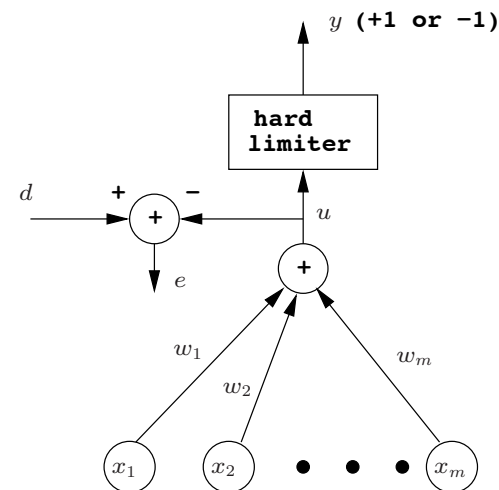 y (+1 or -1)
hard
limiter
d + −
+ u
e +
w₁ w₂ wₘ
x₁ x₂ xₘ